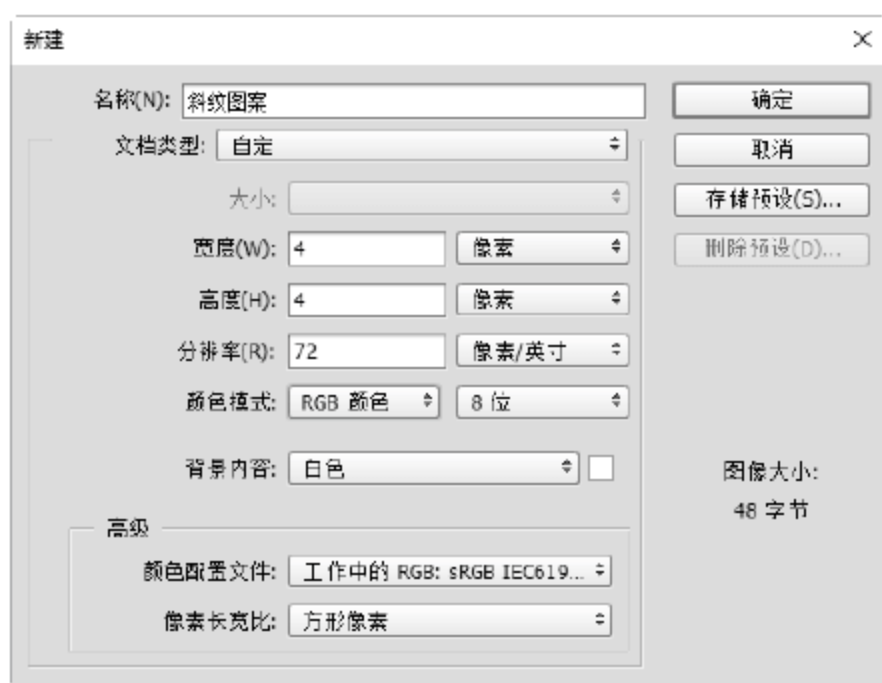 新建
名称(N): 斜纹图案 确定
文档类型: 自定 取消
大小: 存储预设(S)...
宽度(W): 4 像素 删除预设(D)...
高度(H): 4 像素
分辨率(R): 72 像素/英寸
颜色模式: RGB 颜色 8 位
背景内容: 白色 图像大小:
48 字节
高级
颜色配置文件: 工作中的 RGB: sRGB IEC619...
像素长宽比: 方形像素